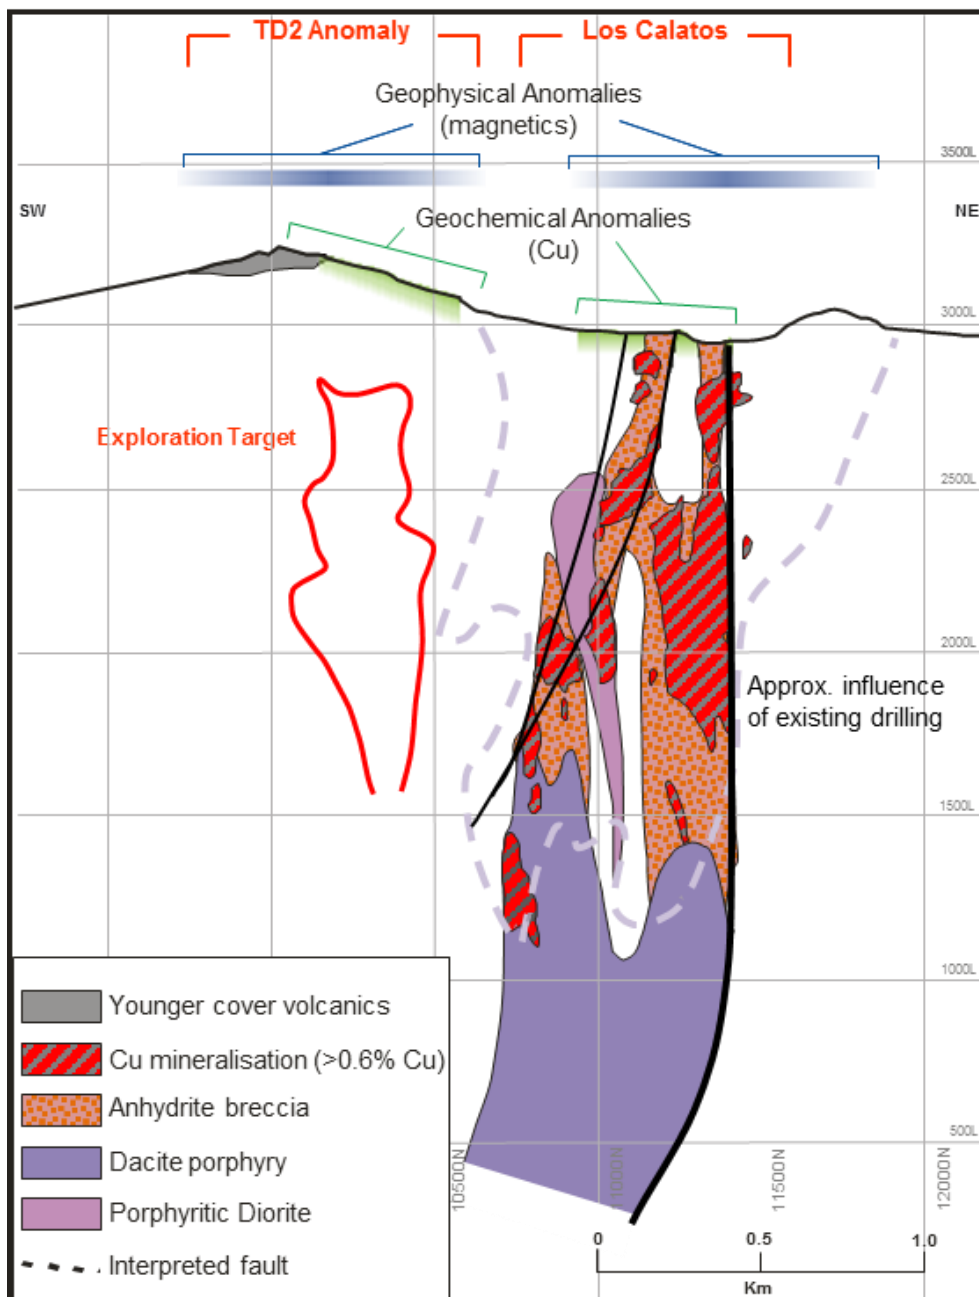 TD2 Anomaly
Los Calatos
Geophysical Anomalies
(magnetics)
3500L
SW
NE
Geochemical Anomalies
(Cu)
3000L
Exploration Target
2500L
2000L
Approx. influence
of existing drilling
1500L
1000L
500L
10500N
11000N
11500N
12000N
Younger cover volcanics
Cu mineralisation (>0.6% Cu)
Anhydrite breccia
Dacite porphyry
Porphyritic Diorite
Interpreted fault
0
0.5
1.0
Km